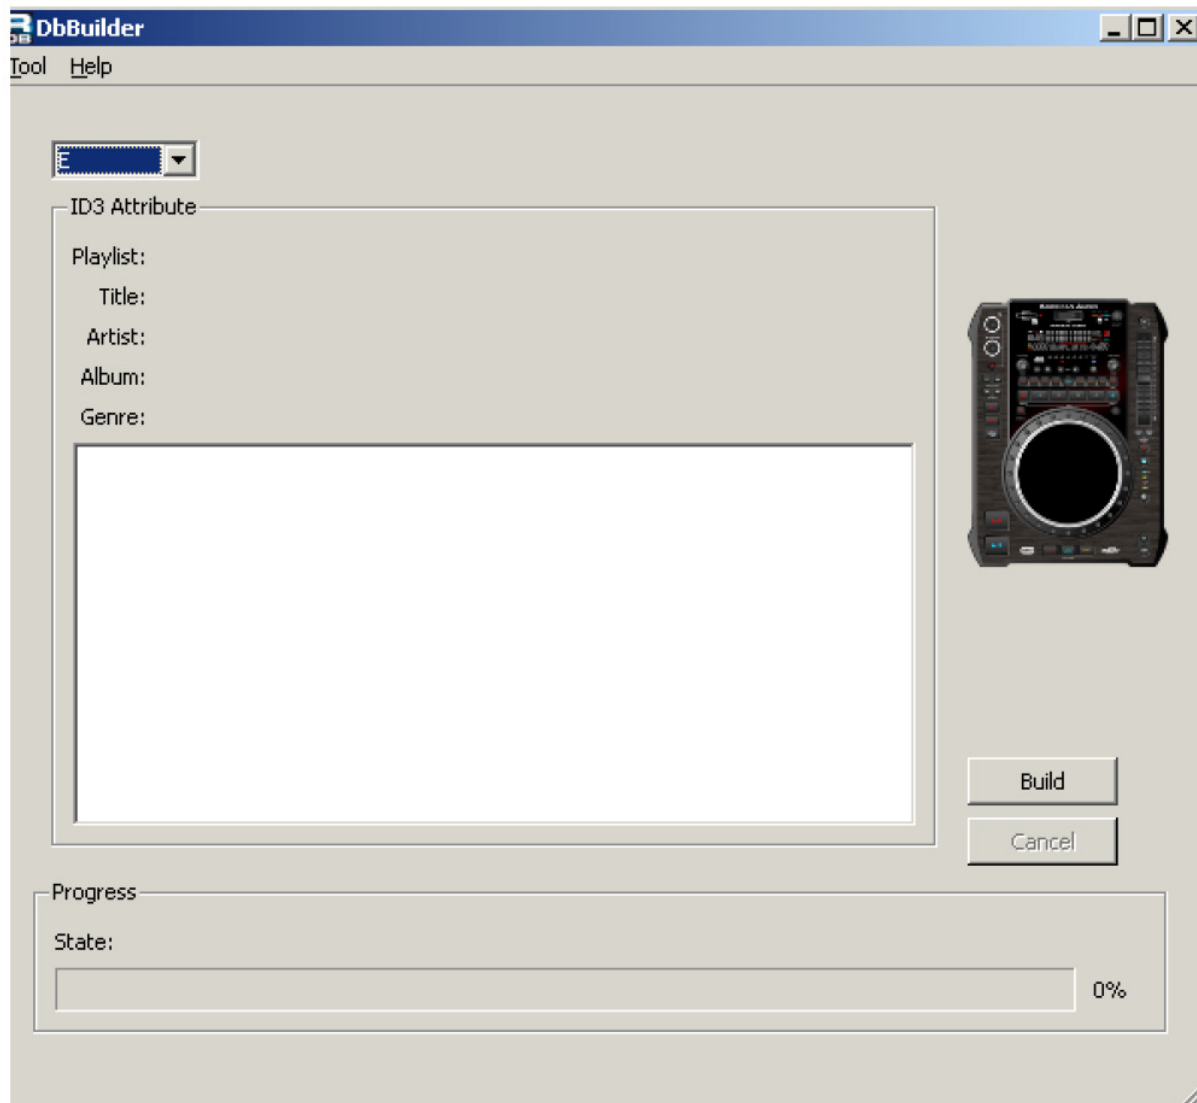 DbBuilder
Tool Help
E
ID3 Attribute
Playlist:
Title:
Artist:
Album:
Genre:
Build
Cancel
Progress
State:
0%